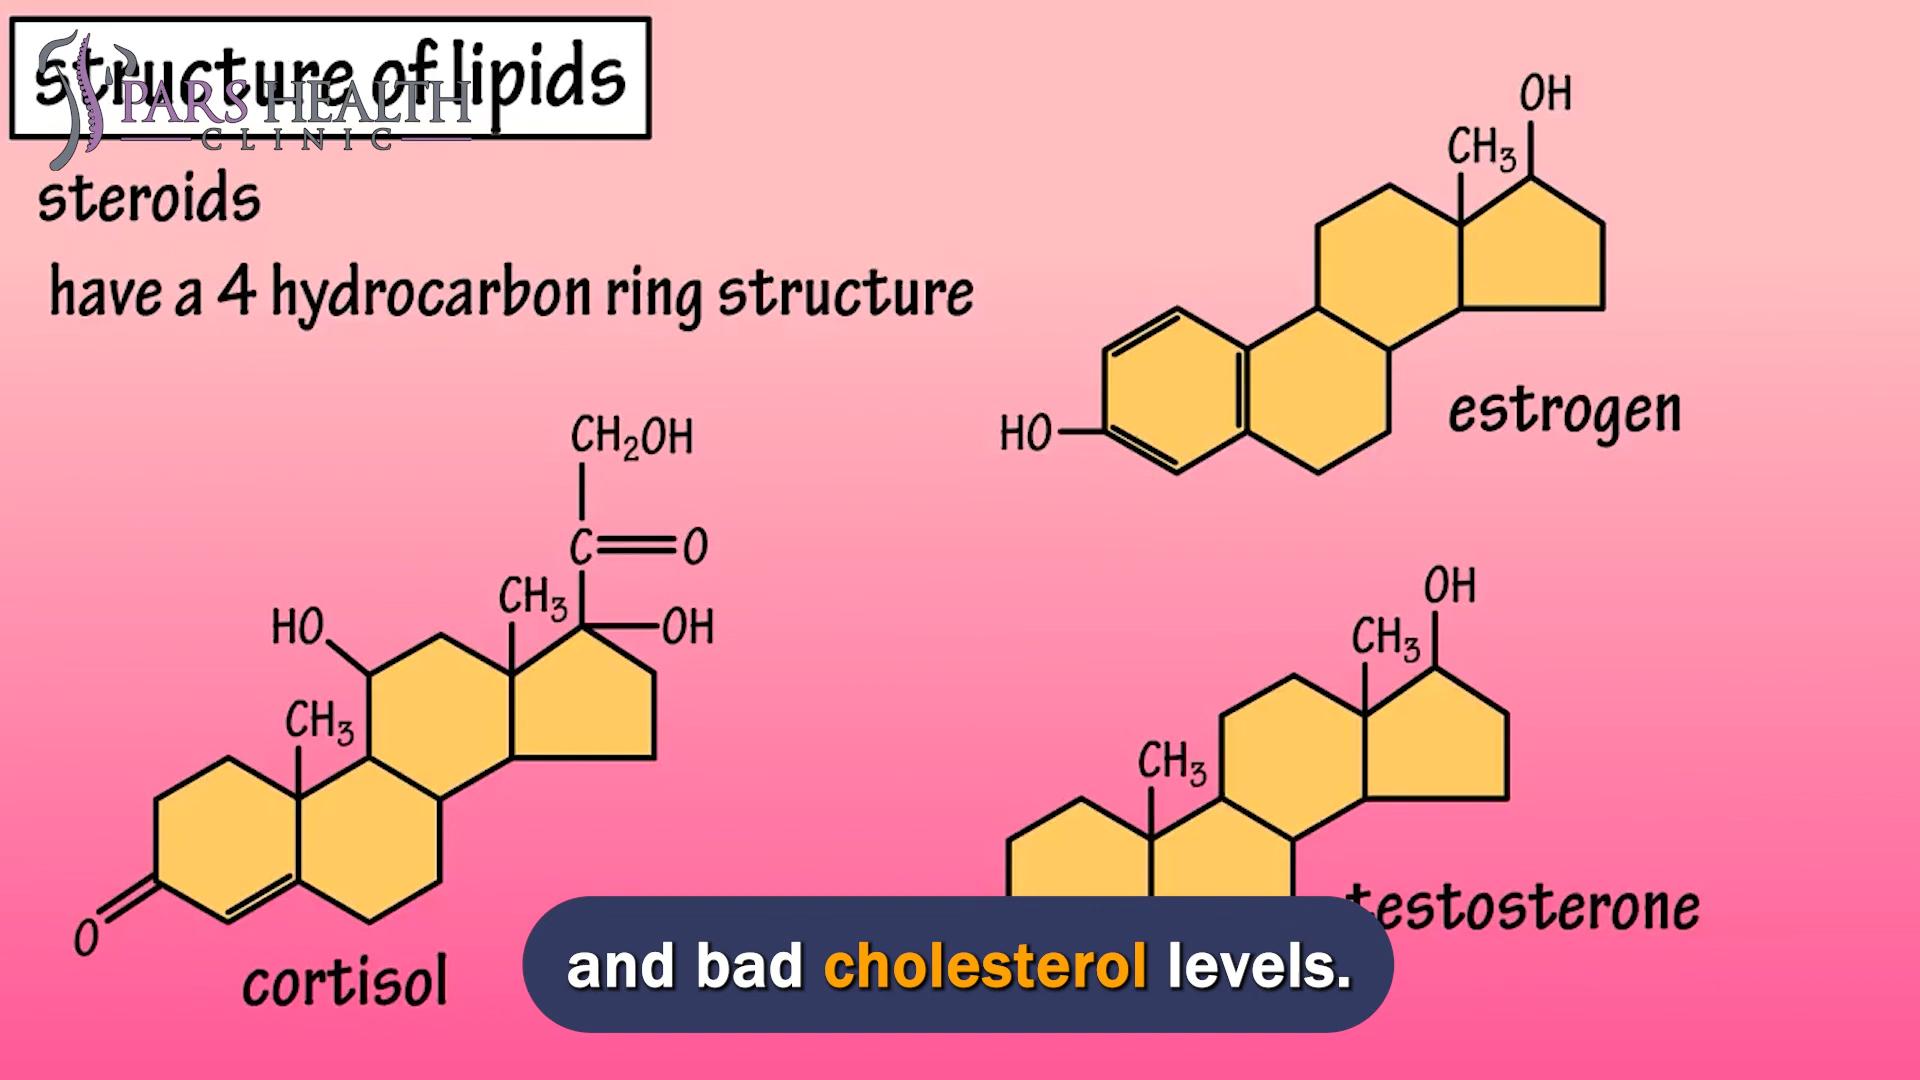 structure of lipids
PARS HEALTH
CLINIC
steroids
have a 4 hydrocarbon ring structure
OH
CH3
HO
estrogen
CH2OH
C=O
CH3
HO
OH
CH3
O
cortisol
OH
CH3
CH3
testosterone
and bad cholesterol levels.